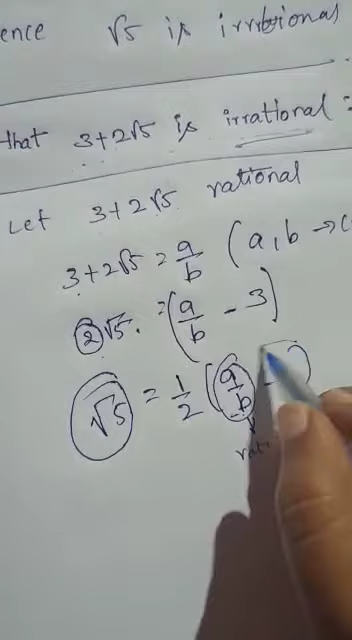 ence √5 is irrational
that 3+2√5 is irrational:
Let 3+2√5 rational
3+2√5 = a/b (a,b →
2√5. = (a/b - 3)
√5 = 1/2 (a/b - )